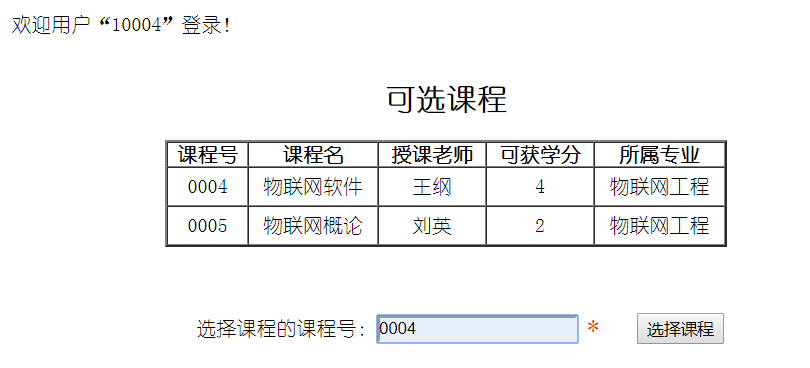 欢迎用户“10004”登录!
可选课程
课程号 课程名 授课老师 可获学分 所属专业
0004 物联网软件 王纲 4 物联网工程
0005 物联网概论 刘英 2 物联网工程
选择课程的课程号: 0004 * 选择课程